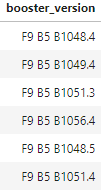 booster_version
F9 B5 B1048.4
F9 B5 B1049.4
F9 B5 B1051.3
F9 B5 B1056.4
F9 B5 B1048.5
F9 B5 B1051.4